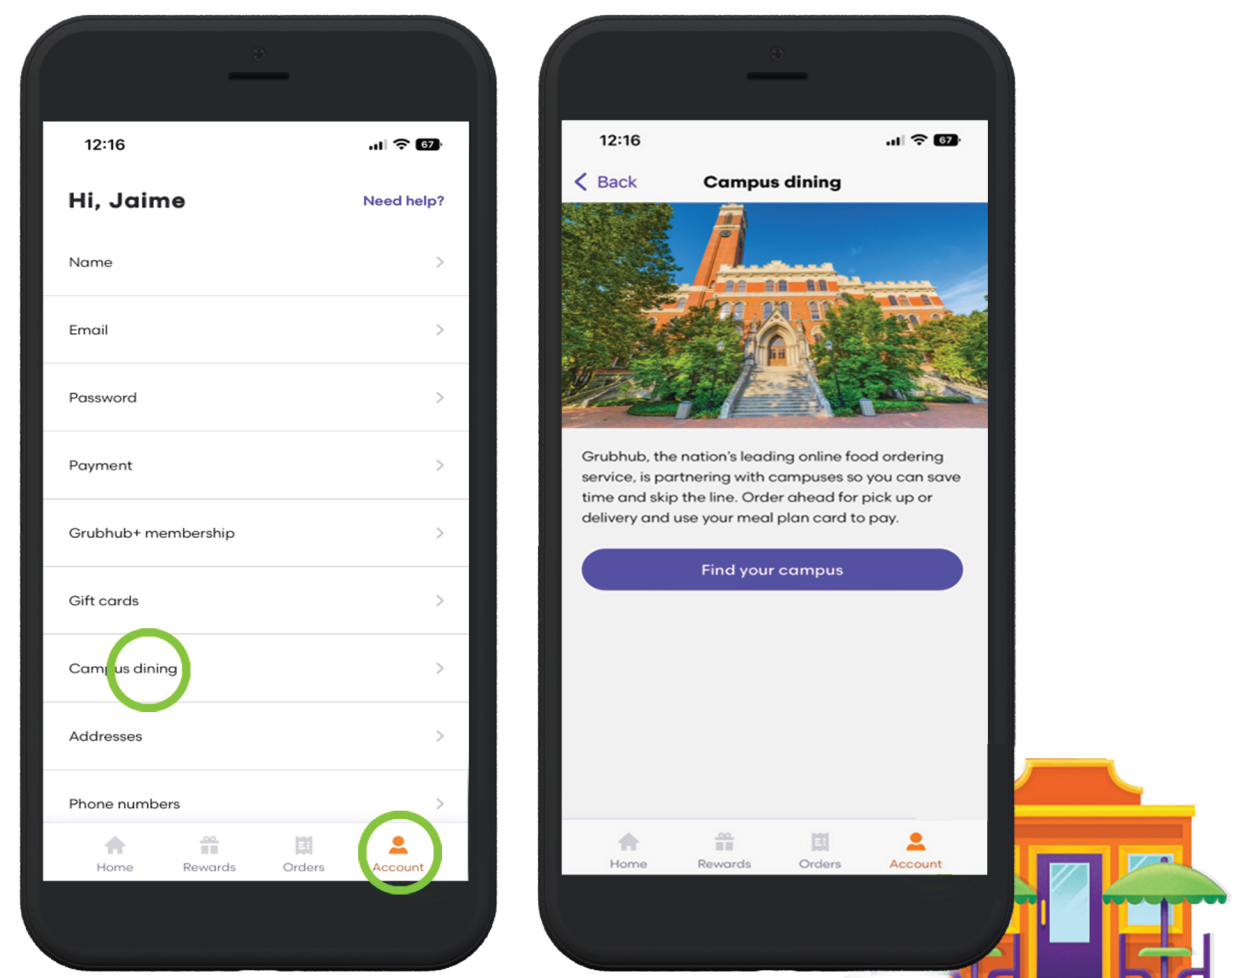 12:16
67
Hi, Jaime
Need help?
Name
Email
Password
Payment
Grubhub+ membership
Gift cards
Campus dining
Addresses
Phone numbers
Home
Rewards
Orders
Account
12:16
67
Back
Campus dining
Grubhub, the nation's leading online food ordering
service, is partnering with campuses so you can save
time and skip the line. Order ahead for pick up or
delivery and use your meal plan card to pay.
Find your campus
Home
Rewards
Orders
Account